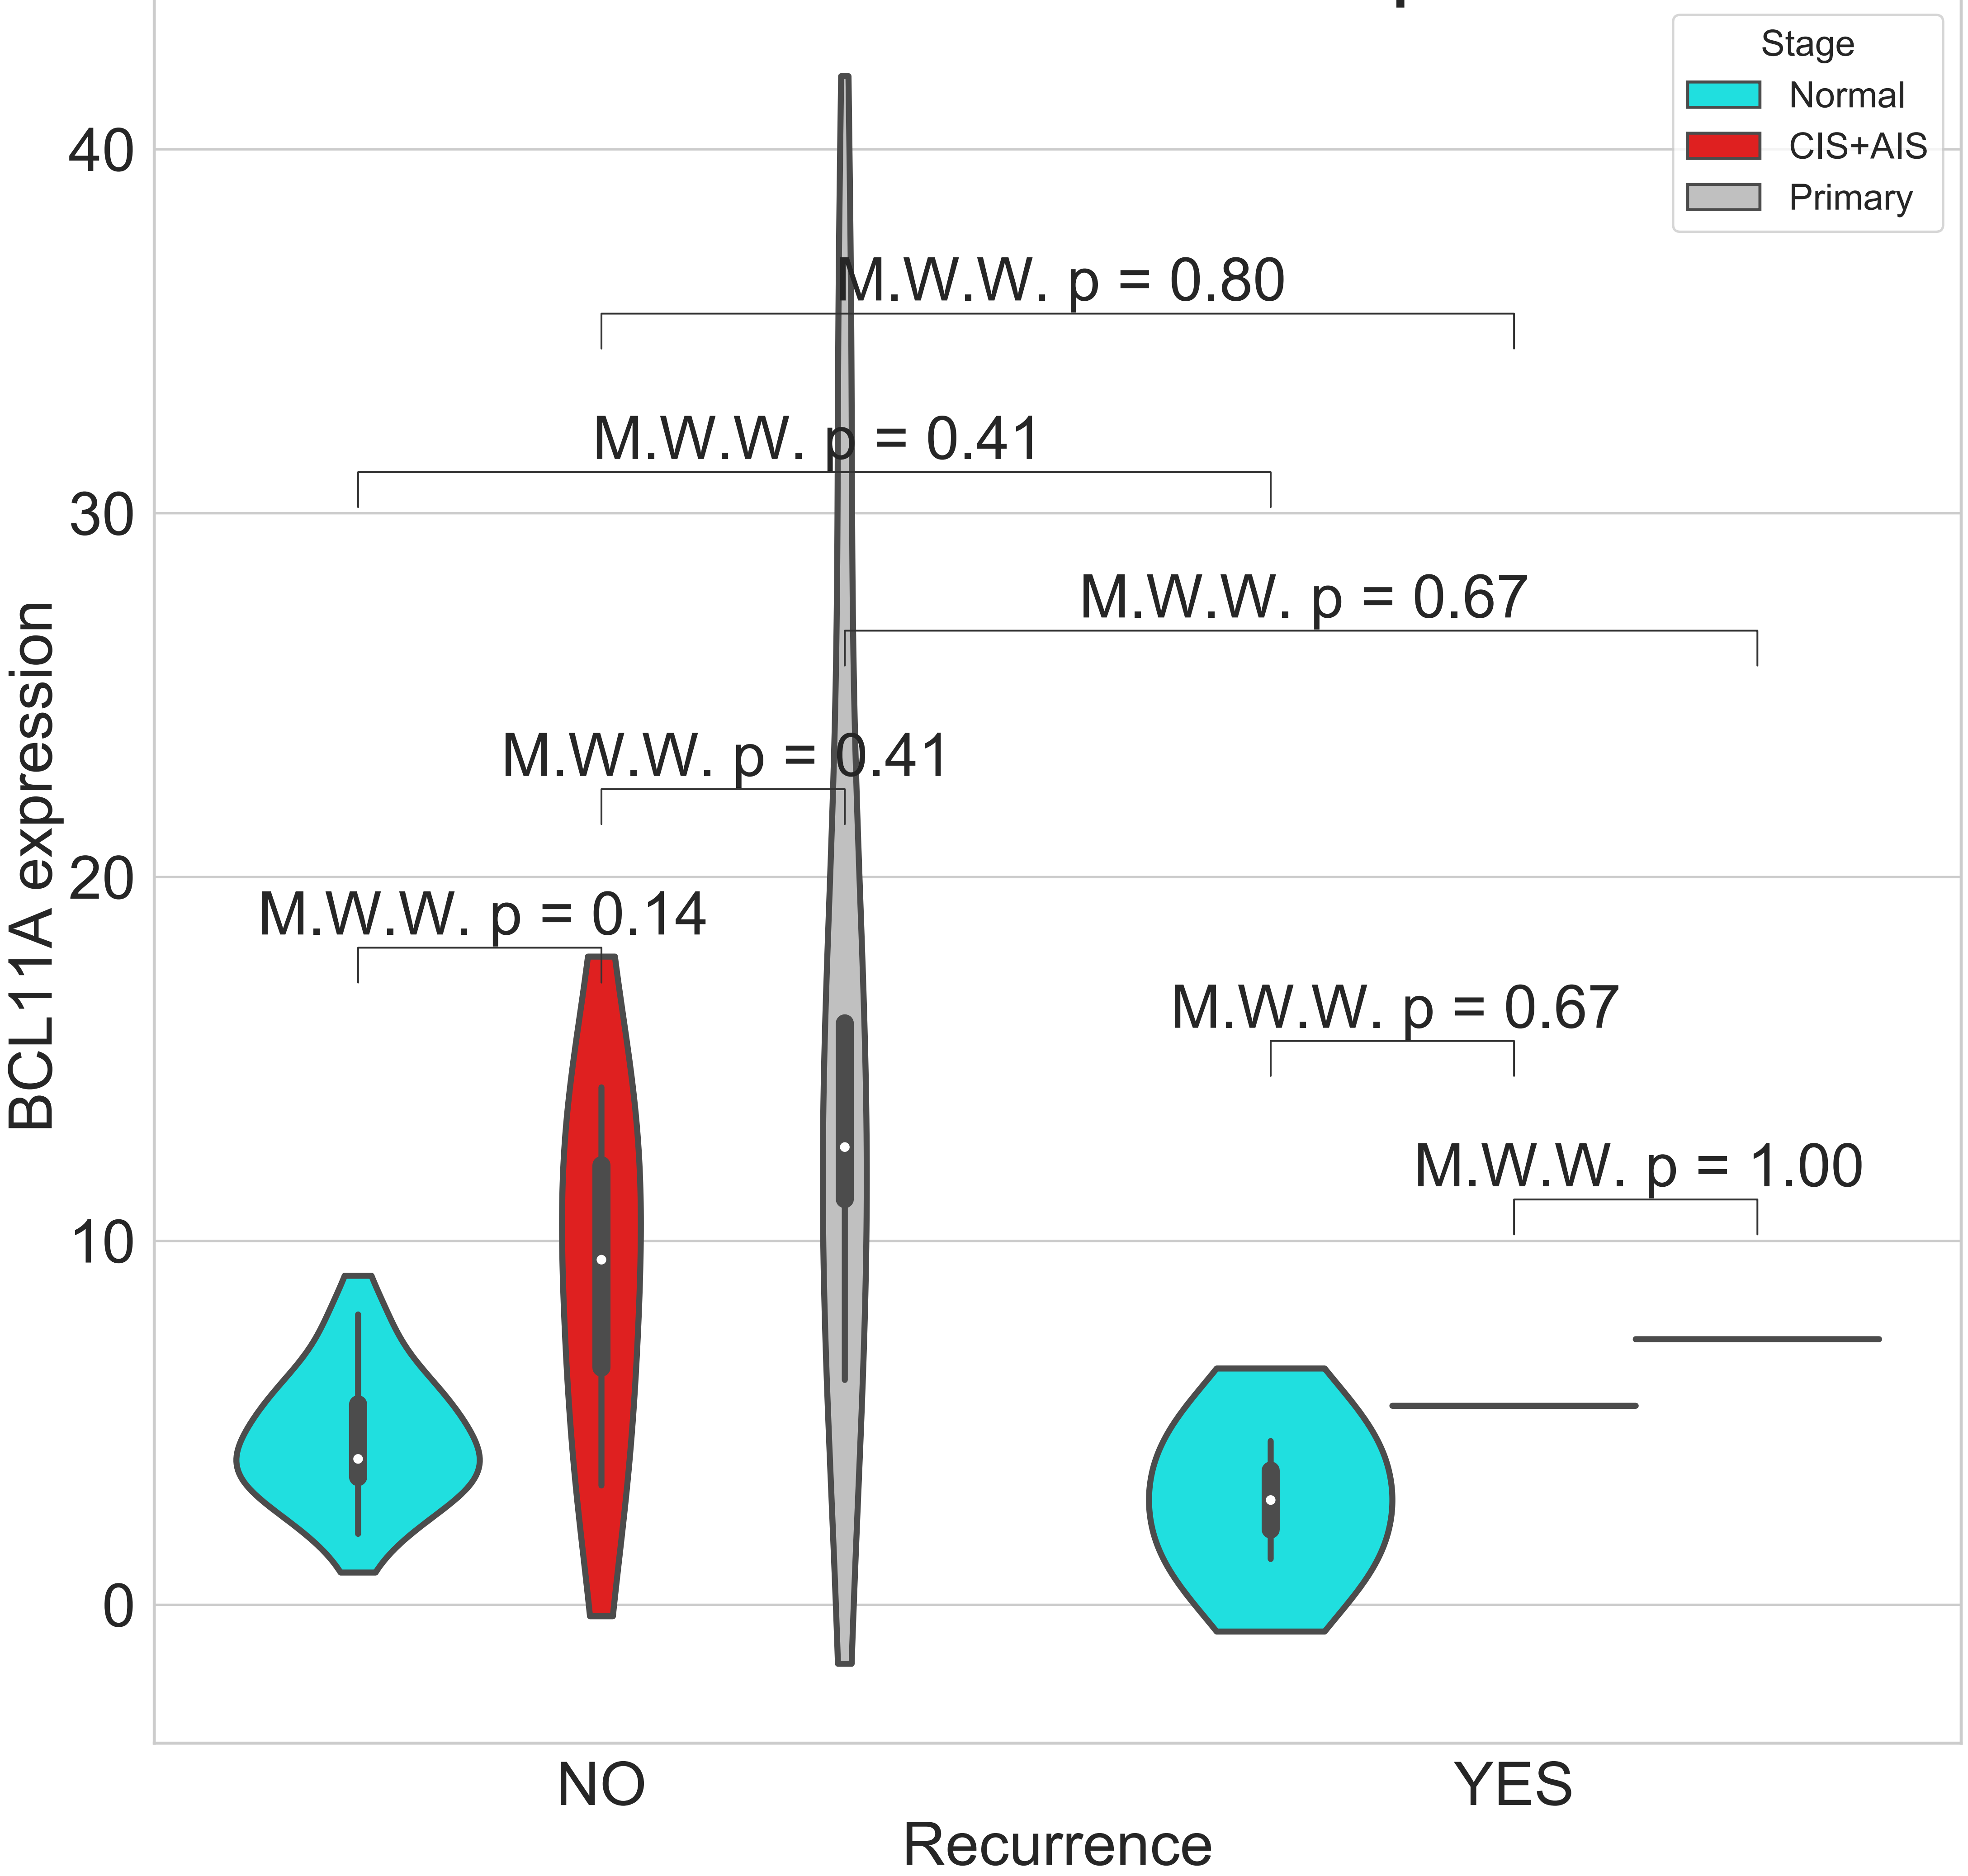 Stage
Normal
CIS+AIS
Primary
40
30
20
10
0
BCL11A expression
M.W.W. p = 0.80
M.W.W. p = 0.41
M.W.W. p = 0.67
M.W.W. p = 0.41
M.W.W. p = 0.14
M.W.W. p = 0.67
M.W.W. p = 1.00
NO
YES
Recurrence